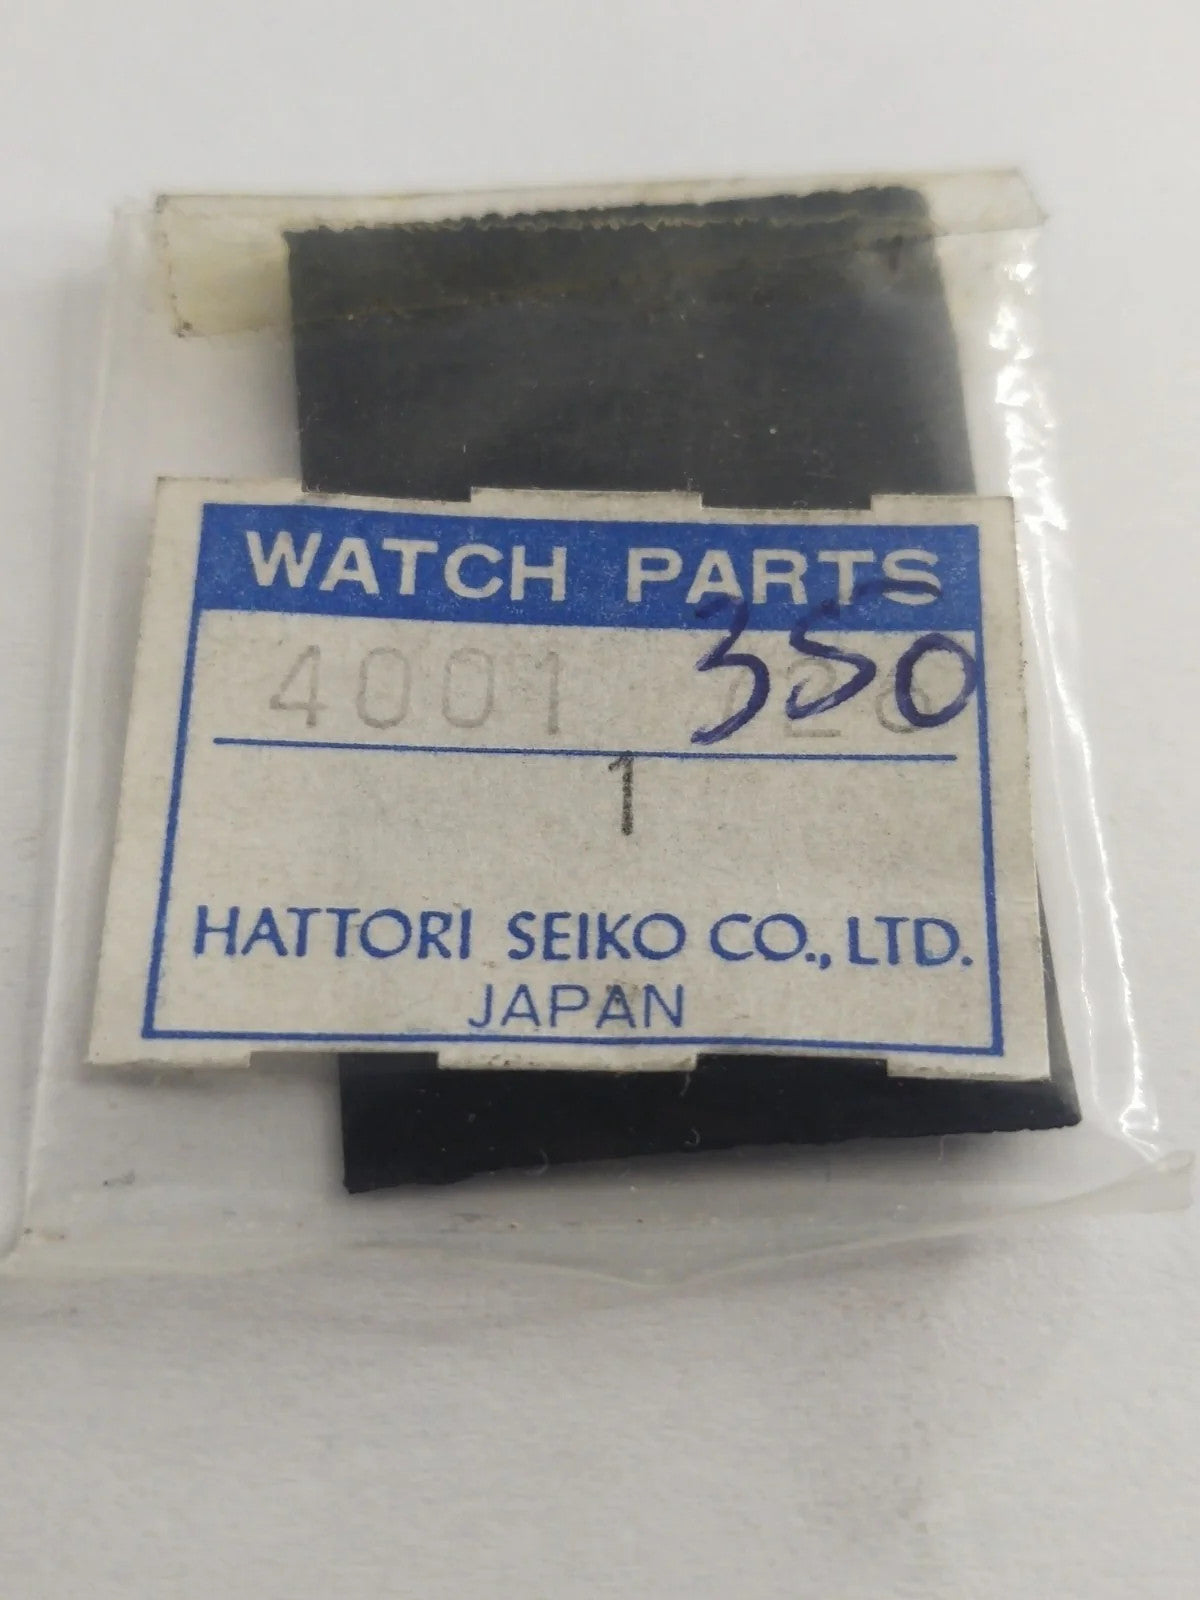 WATCH PARTS
4001
350
1
HATTORI SEIKO CO., LTD.
JAPAN